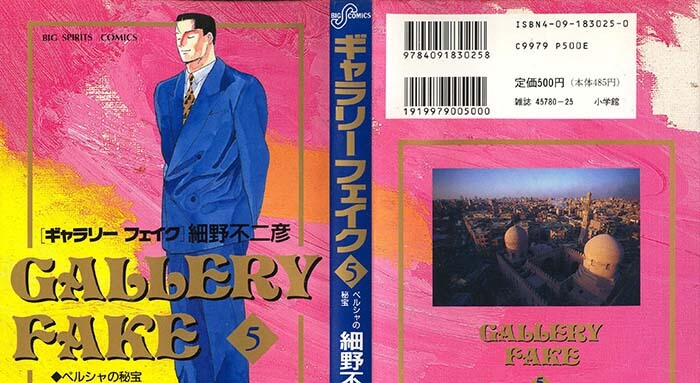 BIG SPIRITS COMICS
[ギャラリー フェイク] 細野不二彦
GALLERY
FAKE 5
◆ペルシャの秘宝
BIG COMICS
ギャラリーフェイク
5
ペルシャの
秘宝
細野不
ISBN4-09-183025-0
C9979 P500E
9784091830258
定価500円 (本体485円)
雑誌 45780-25 小学館
1919979005000
GALLERY
FAKE
5